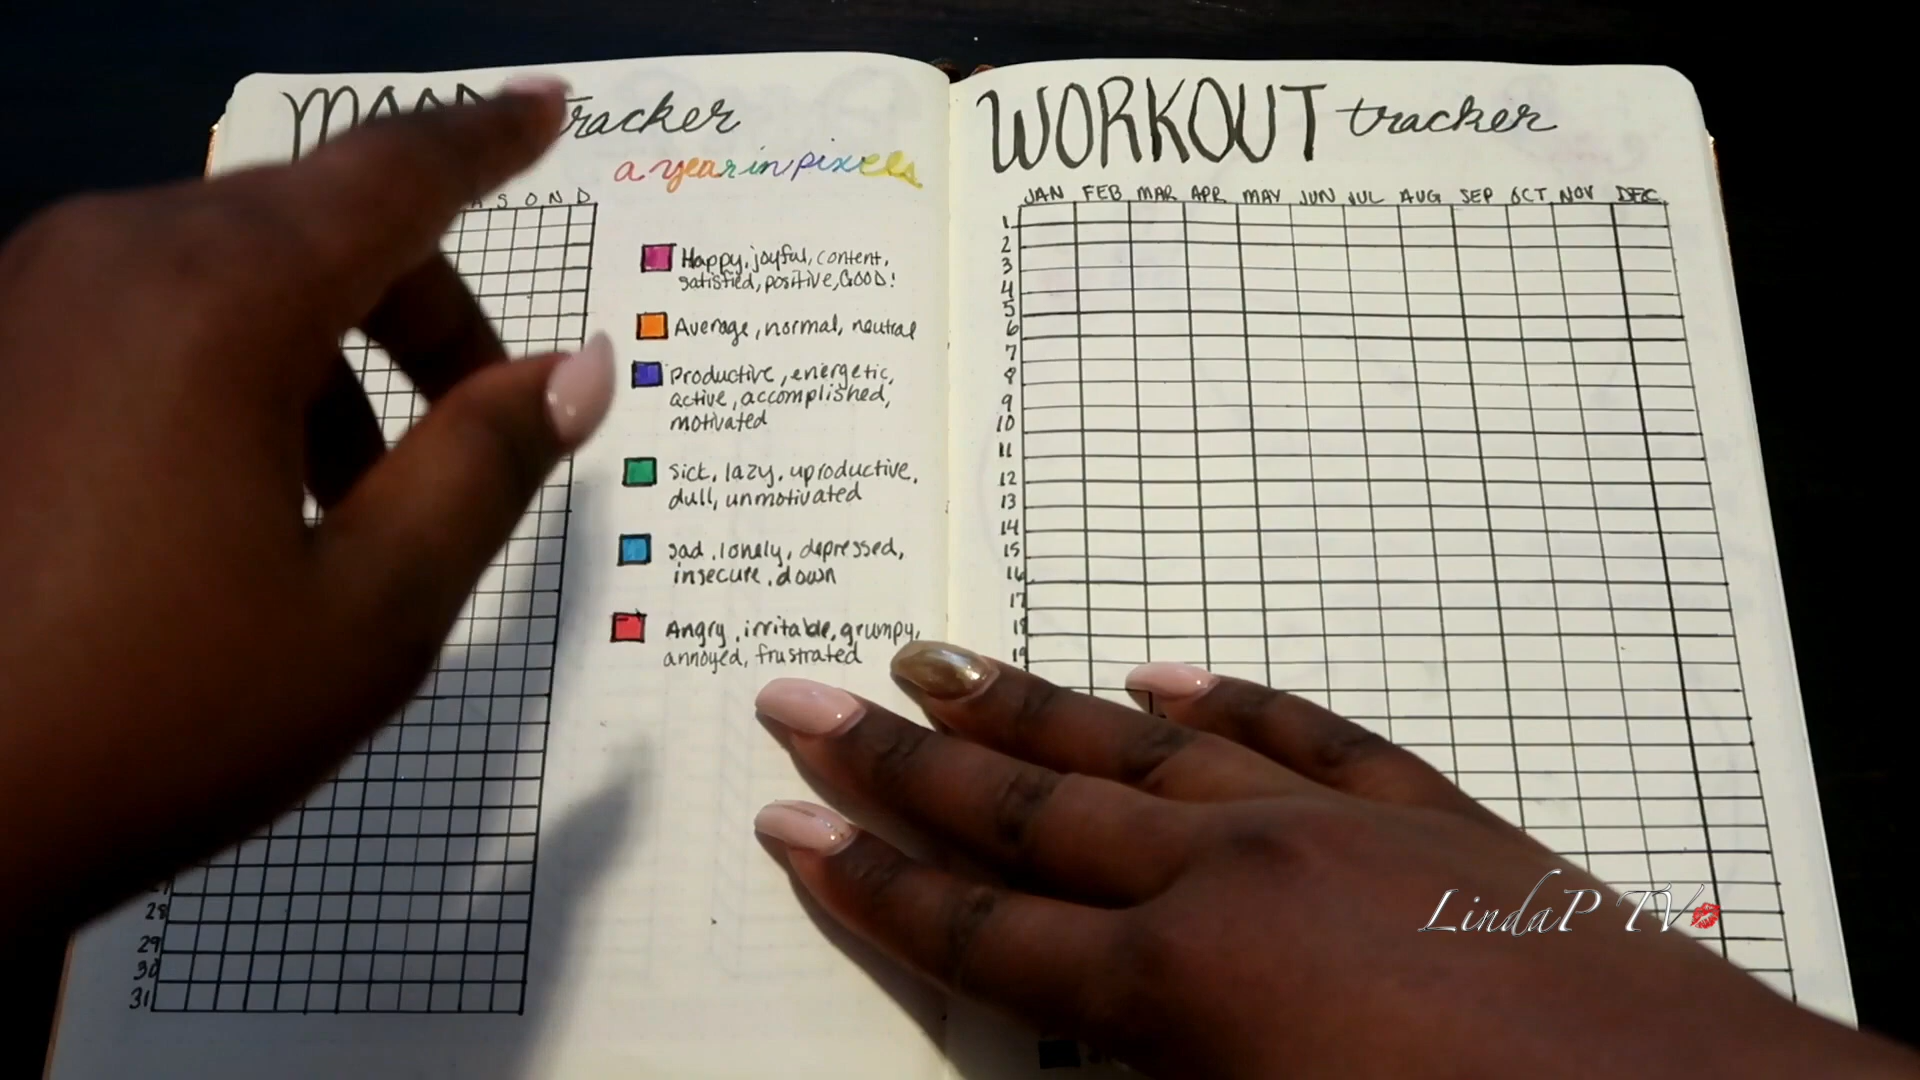 MOOD tracker
a year in pixels
A S O N D
Happy, joyful, content,
satisfied, positive, GOOD!
Average, normal, neutral
Productive, energetic,
active, accomplished,
motivated
Sick, lazy, uproductive,
dull, unmotivated
sad, lonely, depressed,
insecure, down
Angry, irritable, grumpy,
annoyed, frustrated
28
29
30
31
WORKOUT tracker
JAN FEB MAR APR MAY JUN JUL AUG SEP OCT NOV DEC
1
2
3
4
5
6
7
8
9
10
11
12
13
14
15
16
17
18
19
LindaP TV